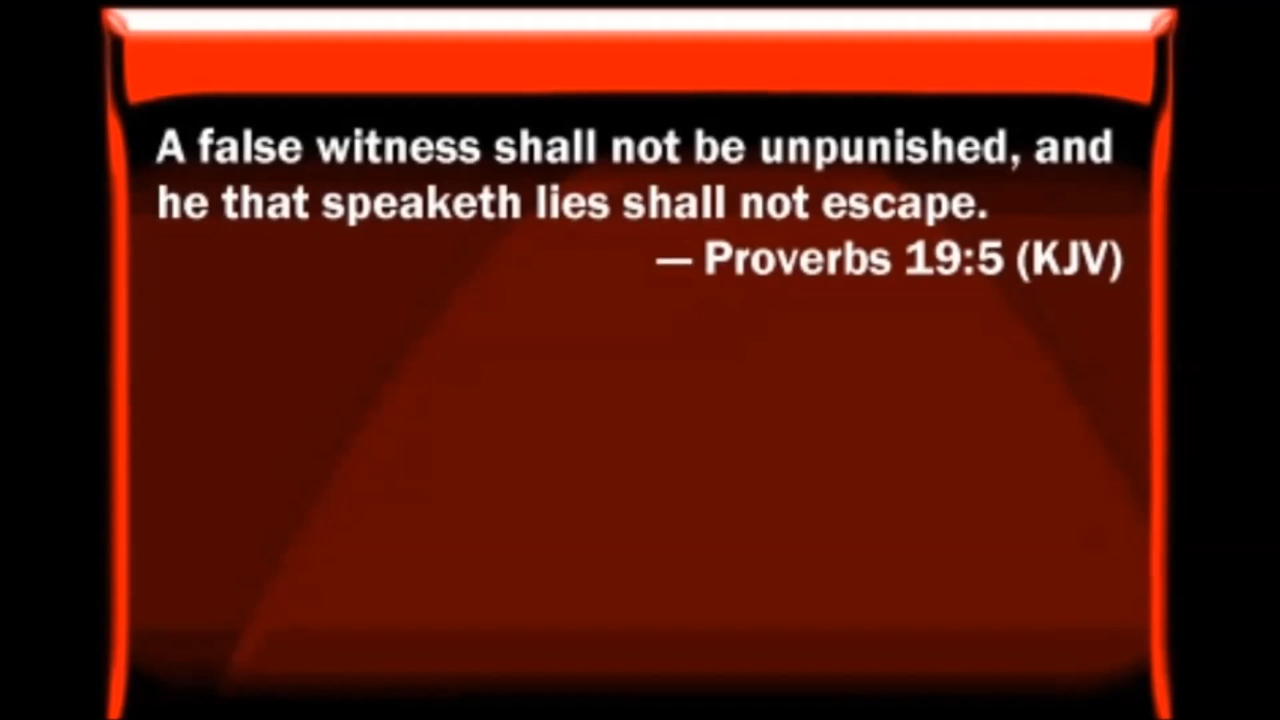 A false witness shall not be unpunished, and
he that speaketh lies shall not escape.
— Proverbs 19:5 (KJV)